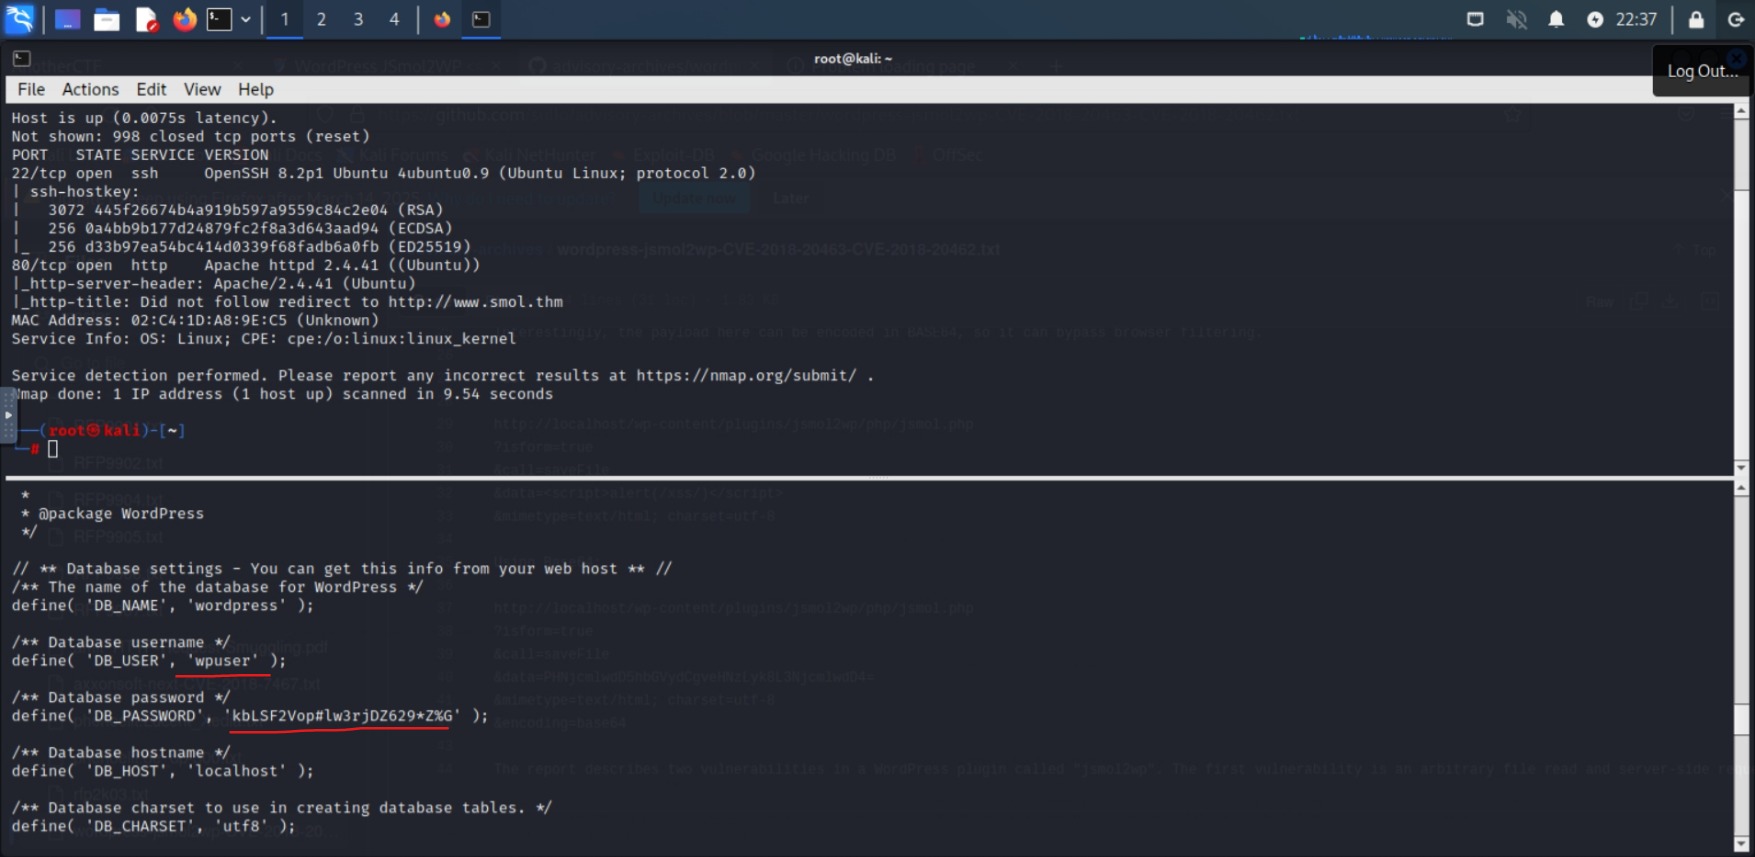 1 2 3 4 22:37
root@kali: ~
Log Out...
File Actions Edit View Help
Host is up (0.0075s latency).
Not shown: 998 closed tcp ports (reset)
PORT   STATE SERVICE VERSION
22/tcp open  ssh     OpenSSH 8.2p1 Ubuntu 4ubuntu0.9 (Ubuntu Linux; protocol 2.0)
| ssh-hostkey:
|   3072 445f26674b4a919b597a9559c84c2e04 (RSA)
|   256 0a4bb9b177d24879fc2f8a3d643aad94 (ECDSA)
|_  256 d33b97ea54bc414d0339f68fadb6a0fb (ED25519)
80/tcp open  http    Apache httpd 2.4.41 ((Ubuntu))
|_http-server-header: Apache/2.4.41 (Ubuntu)
|_http-title: Did not follow redirect to http://www.smol.thm
MAC Address: 02:C4:1D:A8:9E:C5 (Unknown)
Service Info: OS: Linux; CPE: cpe:/o:linux:linux_kernel
Service detection performed. Please report any incorrect results at https://nmap.org/submit/ .
Nmap done: 1 IP address (1 host up) scanned in 9.54 seconds
(root㉿kali)-[~]
#
 *
 * @package WordPress
 */
// ** Database settings - You can get this info from your web host ** //
/** The name of the database for WordPress */
define( 'DB_NAME', 'wordpress' );
/** Database username */
define( 'DB_USER', 'wpuser' );
/** Database password */
define( 'DB_PASSWORD', 'kbLSF2Vop#lw3rjDZ629*Z%G' );
/** Database hostname */
define( 'DB_HOST', 'localhost' );
/** Database charset to use in creating database tables. */
define( 'DB_CHARSET', 'utf8' );